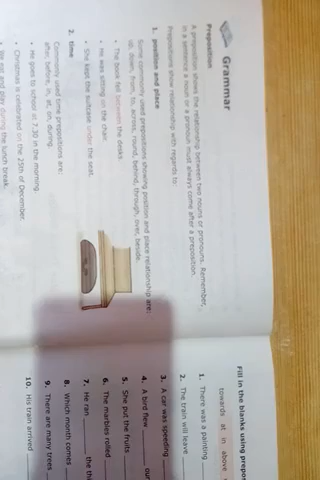 Grammar
Preposition
A preposition shows the relationship between two nouns or pronouns. Remember,
in a sentence a noun or a pronoun must always come after a preposition.
Prepositions show relationship with regards to:
1. position and place
Some commonly used prepositions showing position and place relationship are:
up, down, from, to, across, round, behind, through, over, beside.
• The book fell between the desks.
• He was sitting on the chair.
• She kept the suitcase under the seat.
2. time
Commonly used time prepositions are:
after, before, in, at, on, during.
• He goes to school at 7.30 in the morning.
• Christmas is celebrated on the 25th of December.
eat and play during the lunch break.
Fill in the blanks using
towards at in above
1. There was a painting
2. The train will leave
3. A car was speeding
4. A bird flew
5. She put the fruits
6. The marbles rolled
7. He ran the
8. Which month comes
9. There are many trees
10. His train arrived